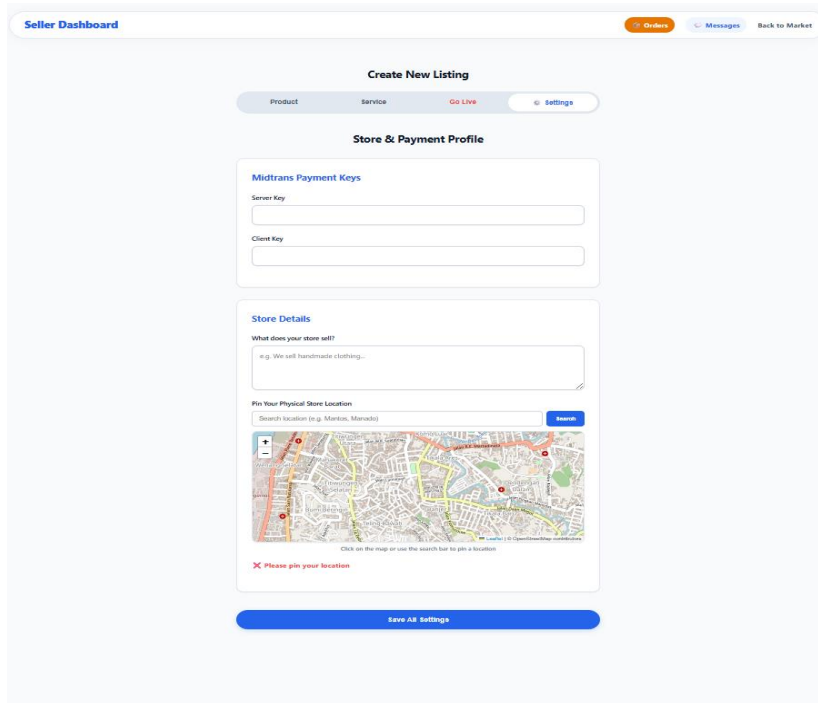 Seller Dashboard
Orders
Messages
Back to Market
Create New Listing
Product
Service
Go Live
Settings
Store & Payment Profile
Midtrans Payment Keys
Server Key
Client Key
Store Details
What does your store sell?
e.g. We sell handmade clothing...
Pin Your Physical Store Location
Search location (e.g. Mantos, Manado)
Search
+
−
Leaflet | © OpenStreetMap contributors
Click on the map or use the search bar to pin a location
❌ Please pin your location
Save All Settings